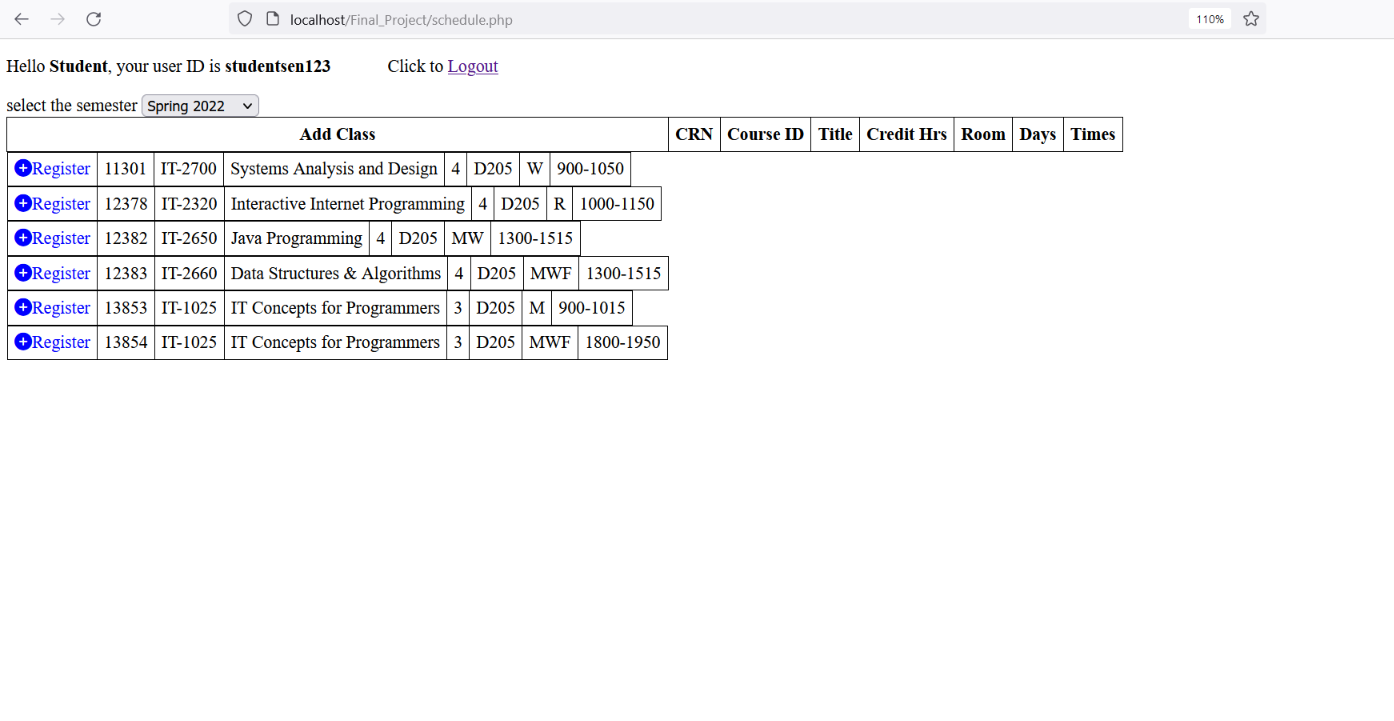 localhost/Final_Project/schedule.php 110%
Hello Student, your user ID is studentsen123 Click to Logout
select the semester Spring 2022
Add Class CRN Course ID Title Credit Hrs Room Days Times
Register 11301 IT-2700 Systems Analysis and Design 4 D205 W 900-1050
Register 12378 IT-2320 Interactive Internet Programming 4 D205 R 1000-1150
Register 12382 IT-2650 Java Programming 4 D205 MW 1300-1515
Register 12383 IT-2660 Data Structures & Algorithms 4 D205 MWF 1300-1515
Register 13853 IT-1025 IT Concepts for Programmers 3 D205 M 900-1015
Register 13854 IT-1025 IT Concepts for Programmers 3 D205 MWF 1800-1950